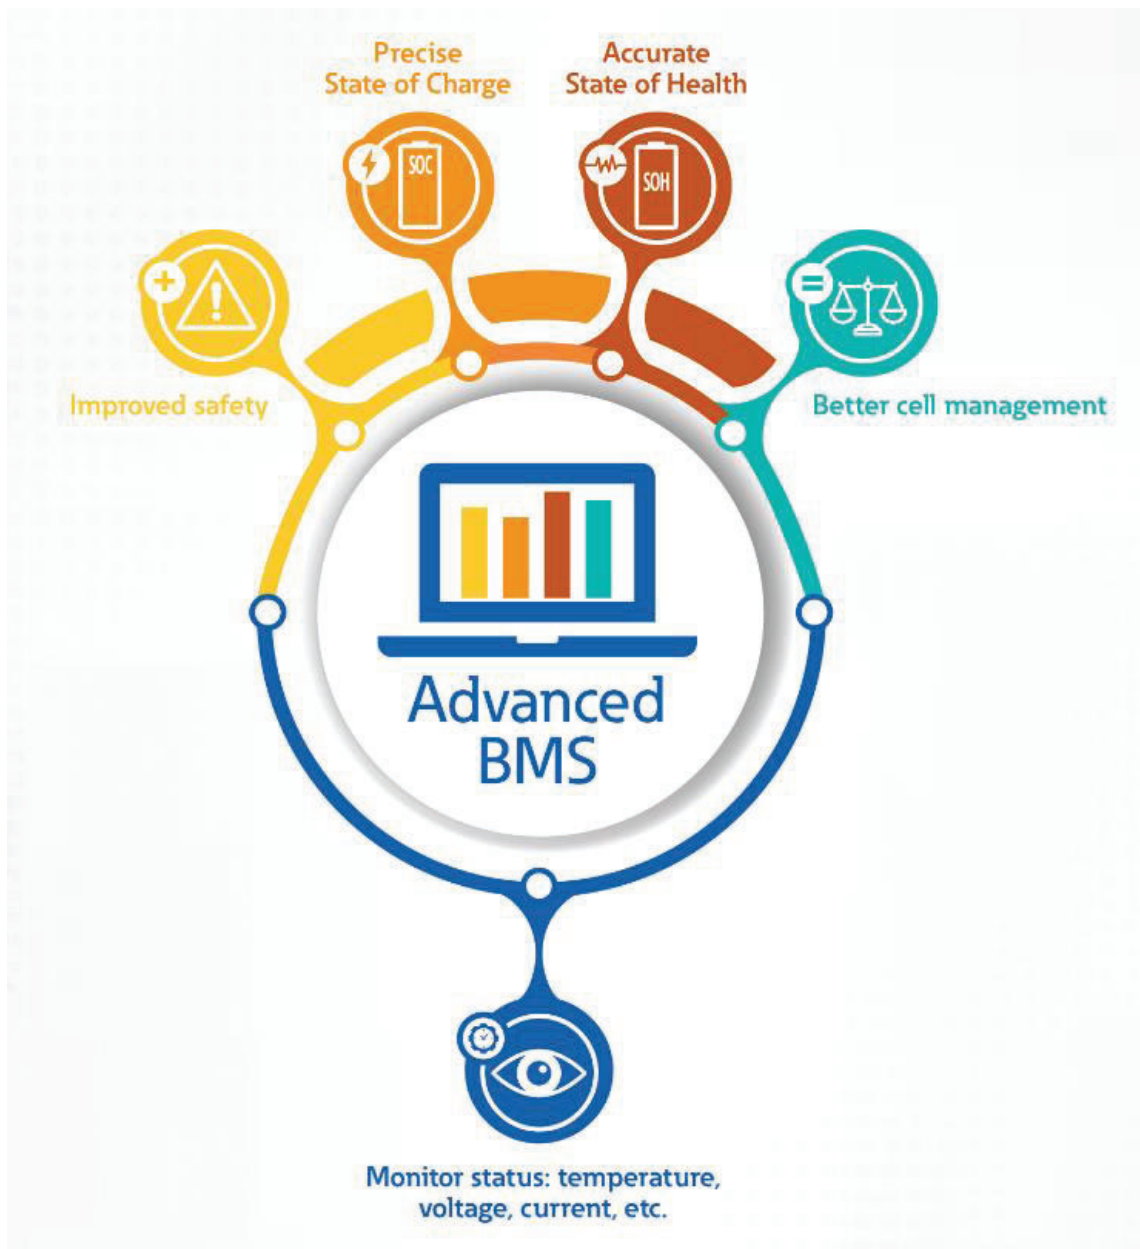 Precise
State of Charge
Accurate
State of Health
SOC
SOH
Improved safety
Better cell management
Advanced
BMS
Monitor status: temperature,
voltage, current, etc.